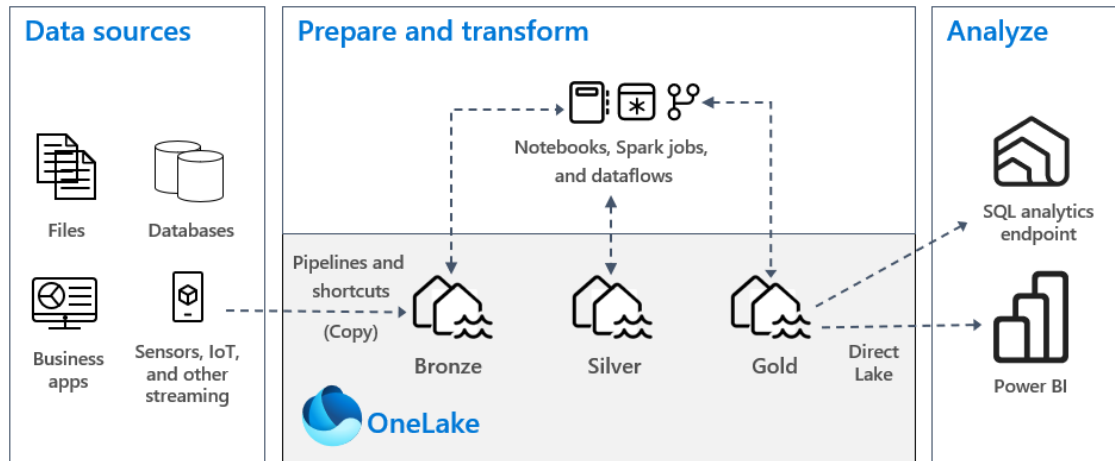 Data sources
Files
Databases
Business
apps
Sensors, IoT,
and other
streaming
Prepare and transform
Notebooks, Spark jobs,
and dataflows
Pipelines and
shortcuts
(Copy)
Bronze
Silver
Gold
Direct
Lake
OneLake
Analyze
SQL analytics
endpoint
Power BI